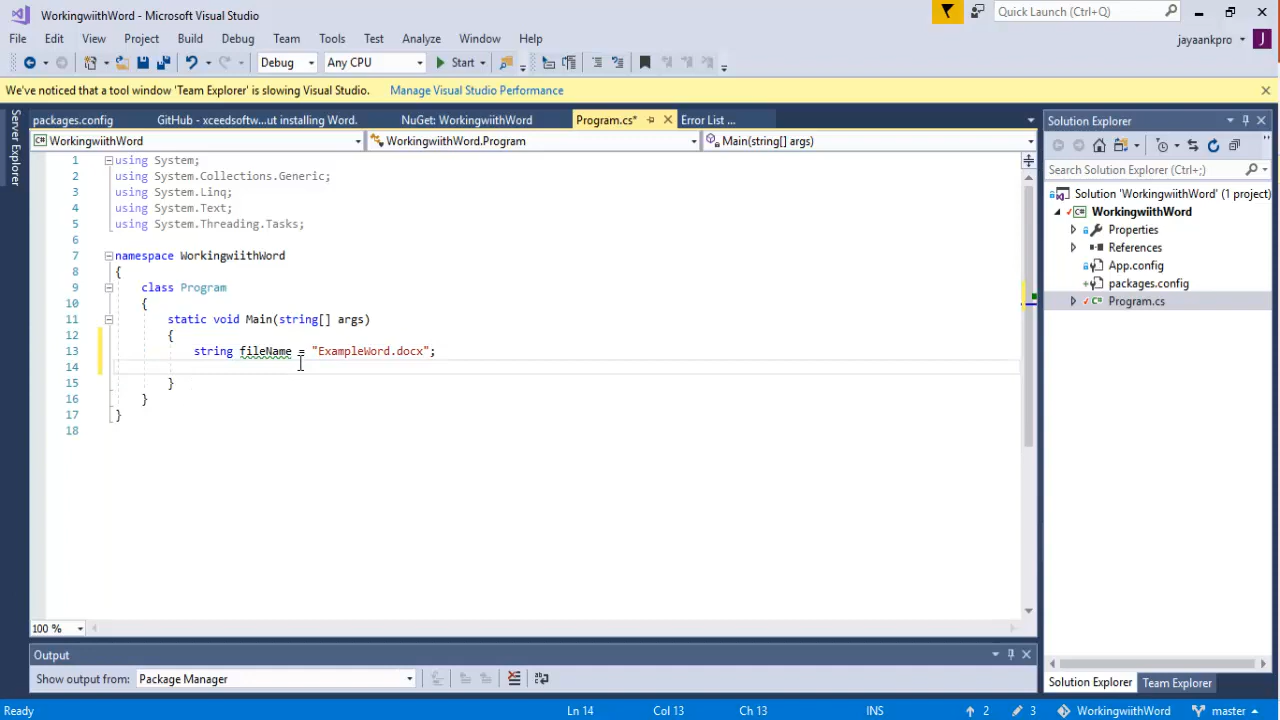 WorkingwiithWord - Microsoft Visual Studio
Quick Launch (Ctrl+Q)
File Edit View Project Build Debug Team Tools Test Analyze Window Help
jayaankpro J
Debug Any CPU Start
We've noticed that a tool window 'Team Explorer' is slowing Visual Studio. Manage Visual Studio Performance
Server Explorer
packages.config GitHub - xceedsoftw...ut installing Word. NuGet: WorkingwiithWord Program.cs* Error List ...
WorkingwiithWord WorkingwiithWord.Program Main(string[] args)
1 using System;
2 using System.Collections.Generic;
3 using System.Linq;
4 using System.Text;
5 using System.Threading.Tasks;
6
7 namespace WorkingwiithWord
8 {
9 class Program
10 {
11 static void Main(string[] args)
12 {
13 string fileName = "ExampleWord.docx";
14
15 }
16 }
17 }
18
100 %
Solution Explorer
Search Solution Explorer (Ctrl+;)
Solution 'WorkingwiithWord' (1 project)
WorkingwiithWord
Properties
References
App.config
packages.config
Program.cs
Solution Explorer Team Explorer
Output
Show output from: Package Manager
Ready Ln 14 Col 13 Ch 13 INS 2 3 WorkingwiithWord master